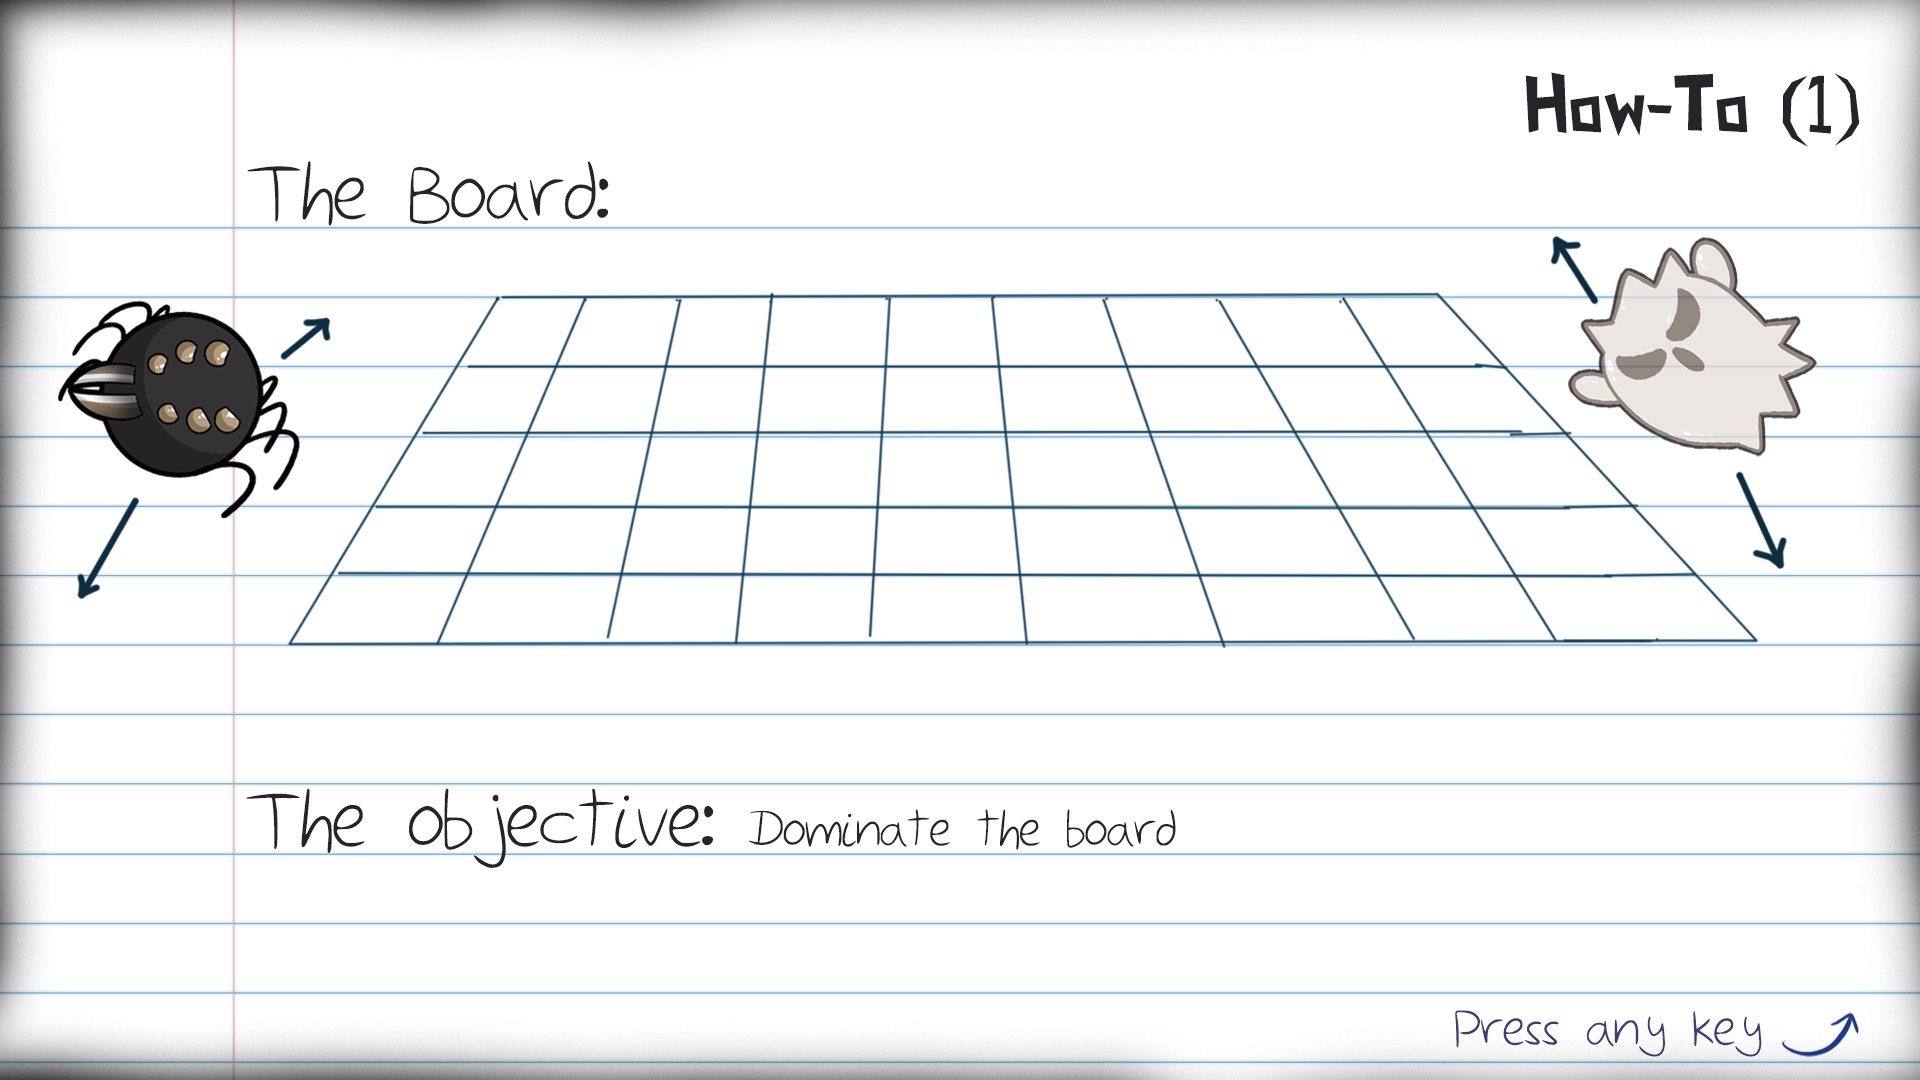 How-To (1)
The Board:
The objective: Dominate the board
Press any key